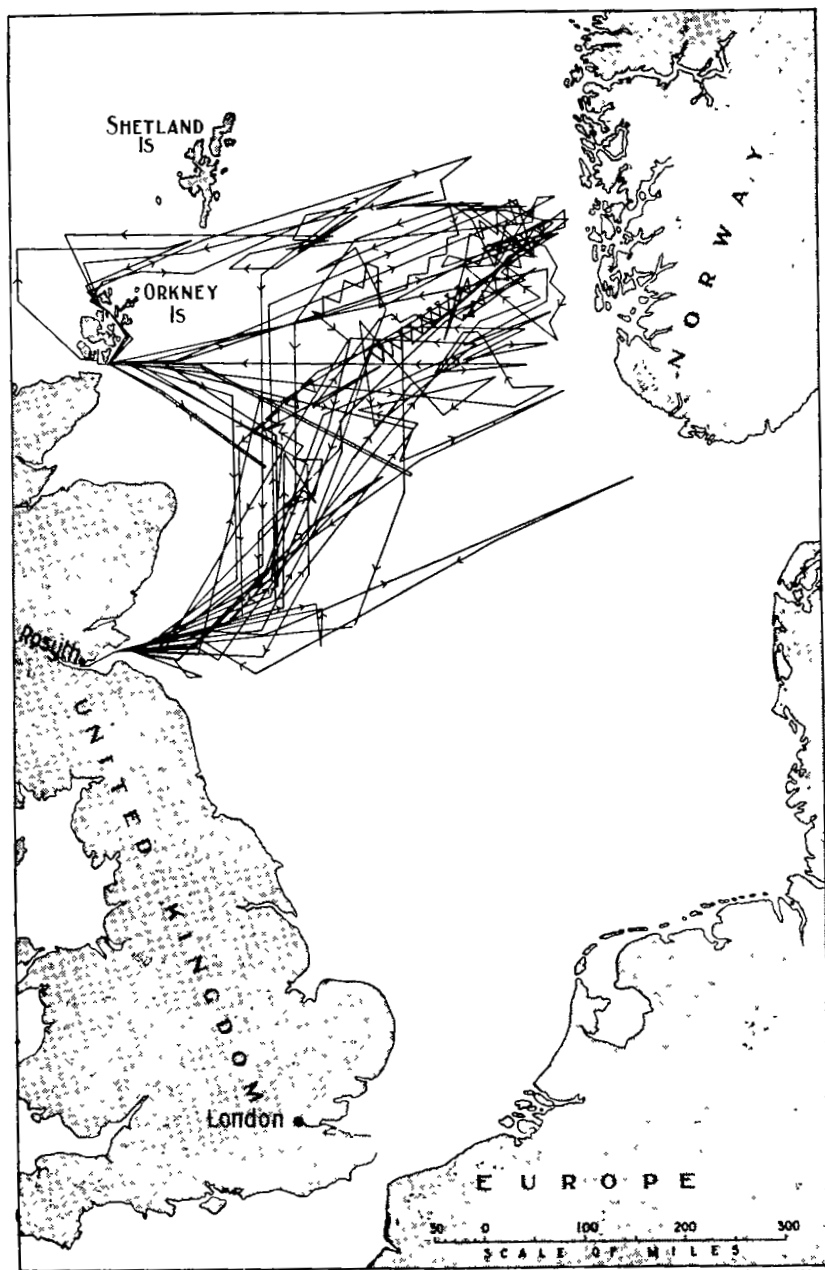 SHETLAND
IS
ORKNEY
IS
NORWAY
Rosyth
UNITED KINGDOM
London
EUROPE
50 0 100 200 300
SCALE OF MILES